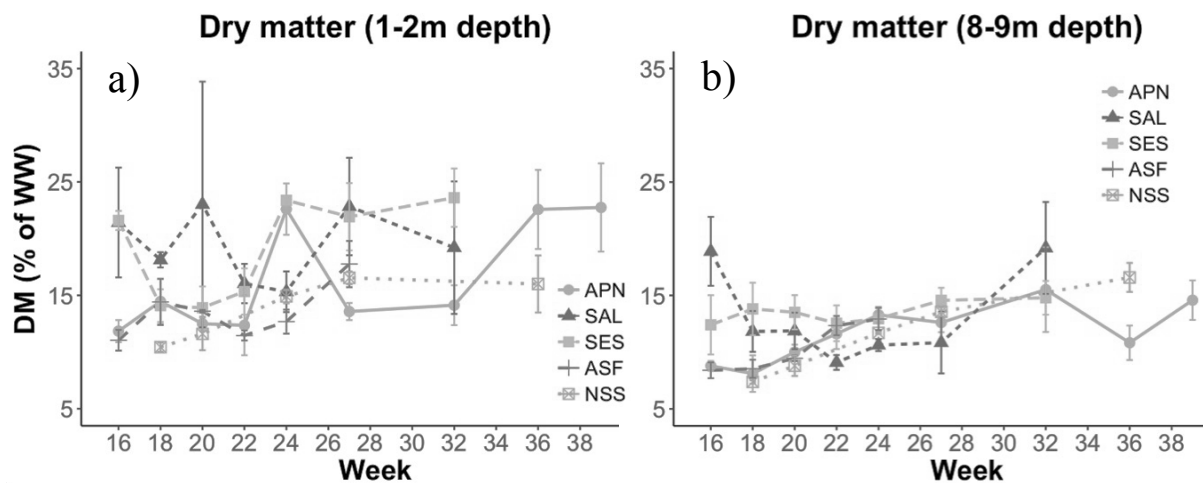 Dry matter (1-2m depth)
a)
DM (% of WW)
35
25
15
5
APN
SAL
SES
ASF
NSS
16 18 20 22 24 26 28 30 32 34 36 38
Week
Dry matter (8-9m depth)
b)
35
25
15
5
APN
SAL
SES
ASF
NSS
16 18 20 22 24 26 28 30 32 34 36 38
Week